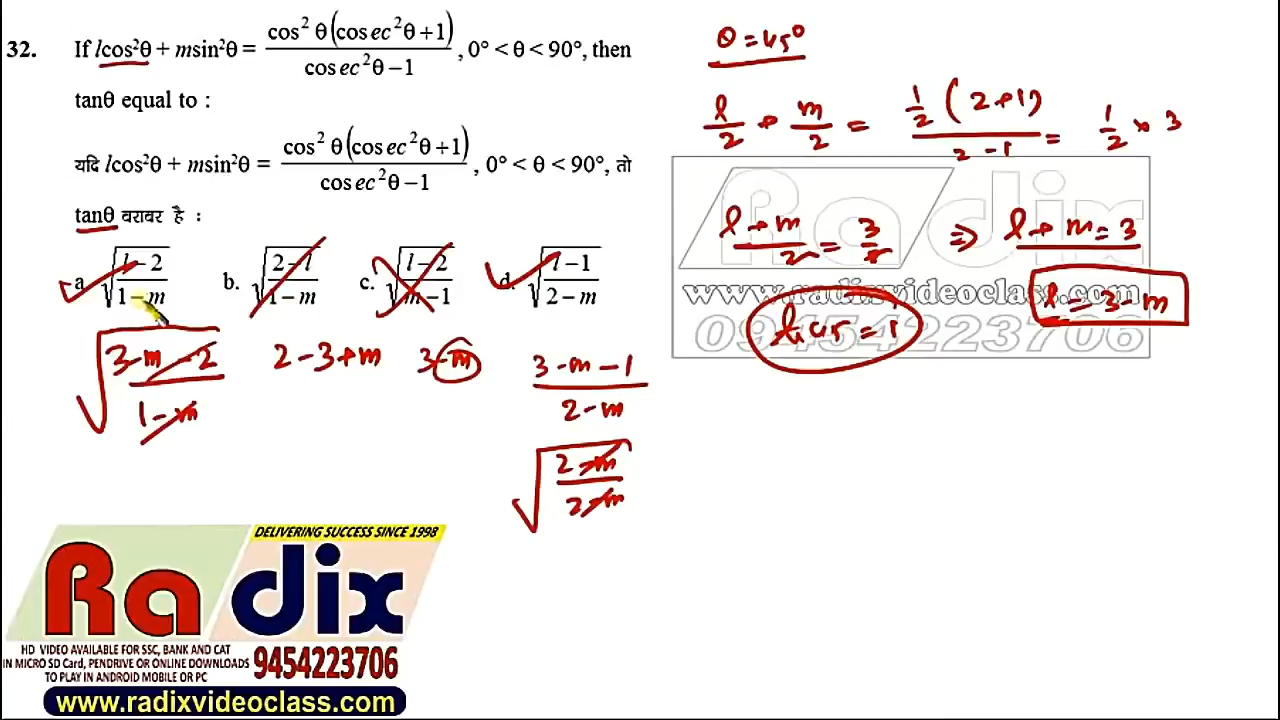 32. If lcos²θ + msin²θ = cos²θ(cosec²θ+1) / cosec²θ−1 , 0° < θ < 90°, then
tanθ equal to :
यदि lcos²θ + msin²θ = cos²θ(cosec²θ+1) / cosec²θ−1 , 0° < θ < 90°, तो
tanθ बराबर है :
a. √(l−2 / 1−m) b. √(2−l / 1−m) c. √(l−2 / m−1) d. √(l−1 / 2−m)
√(3−m−2 / 1−m) 2−3+m 3−m 3−m−1 / 2−m
√(2−m / 2−m)
θ = 45°
l/2 + m/2 = 1/2 (2+1) / 2−1 = 1/2 × 3
l+m / 2 = 3/2 ⇒ l+m = 3
l = 3−m
45 = 1
Radix
www.radixvideoclass.com
09454223706
DELIVERING SUCCESS SINCE 1998
Radix
HD VIDEO AVAILABLE FOR SSC, BANK AND CAT
IN MICRO SD Card, PENDRIVE OR ONLINE DOWNLOADS
TO PLAY IN ANDROID MOBILE OR PC
9454223706
www.radixvideoclass.com